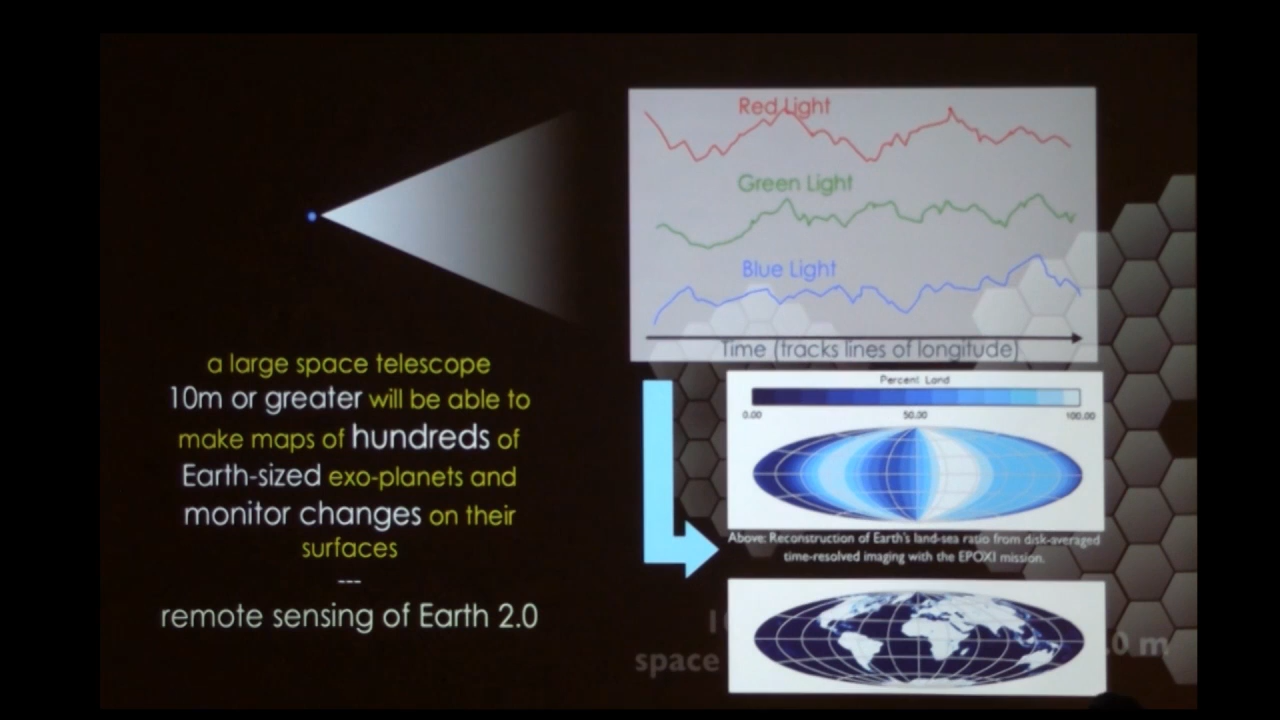 a large space telescope
10m or greater will be able to
make maps of hundreds of
Earth-sized exo-planets and
monitor changes on their
surfaces
---
remote sensing of Earth 2.0
Red Light
Green Light
Blue Light
Time (tracks lines of longitude)
Percent Land
0.00 50.00 100.00
Above: Reconstruction of Earth's land-sea ratio from disk-averaged
time-resolved imaging with the EPOXI mission.
space